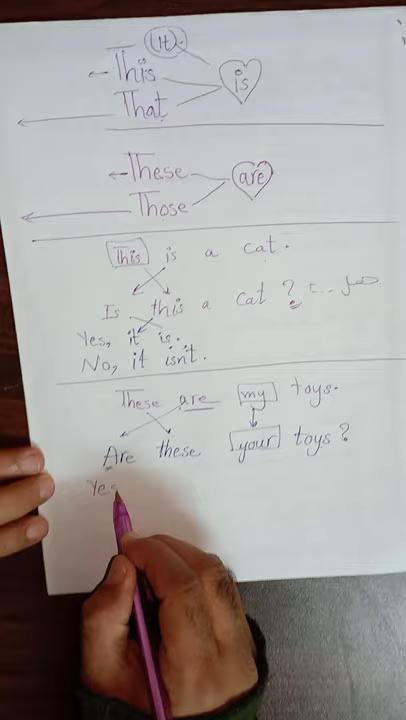 (It)
This is
That
These are
Those
This is a cat.
Is this a cat ? هل ...؟
Yes, it is.
No, it isn't.
These are my toys.
Are these your toys?
Yes